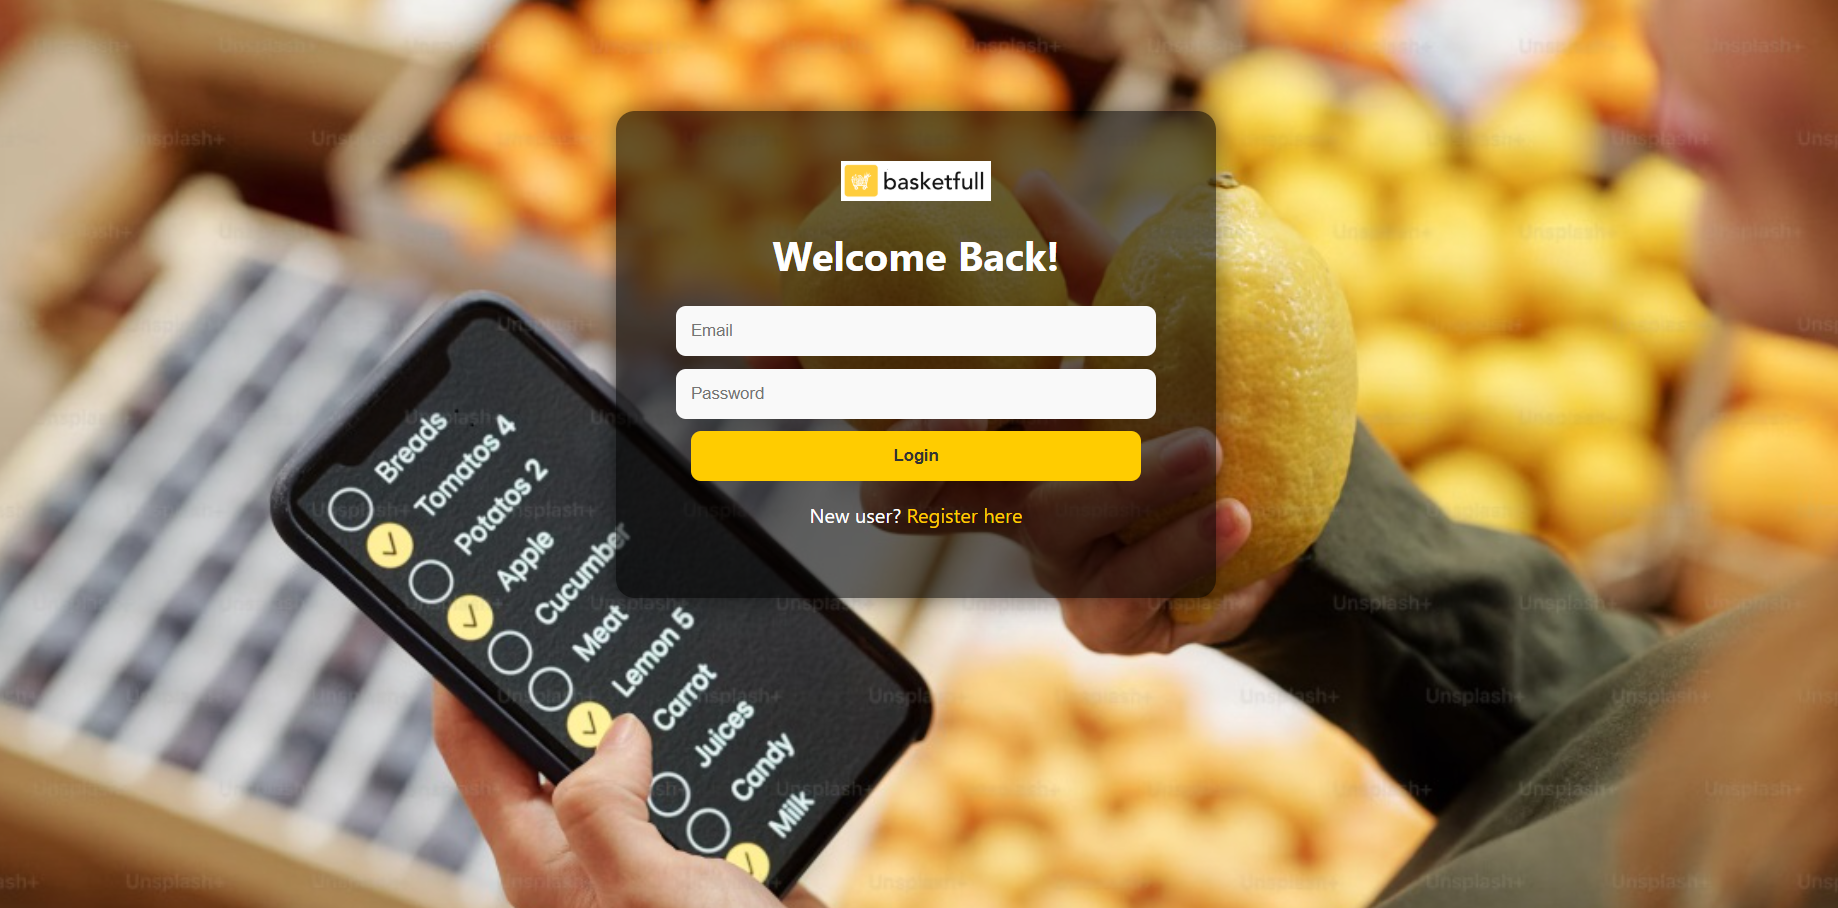 basketfull
Welcome Back!
Email
Password
Login
New user? Register here
Breads
Tomatos 4
Potatos 2
Apple
Cucumber
Meat
Lemon 5
Carrot
Juices
Candy
Milk
Unsplash+